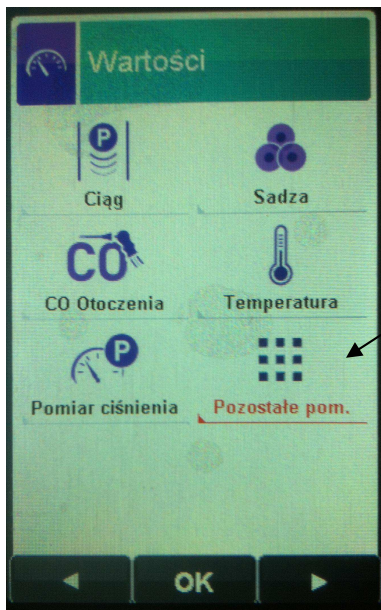 Wartości
P
Ciąg
Sadza
CO
CO Otoczenia
Temperatura
P
Pomiar ciśnienia
Pozostałe pom.
OK